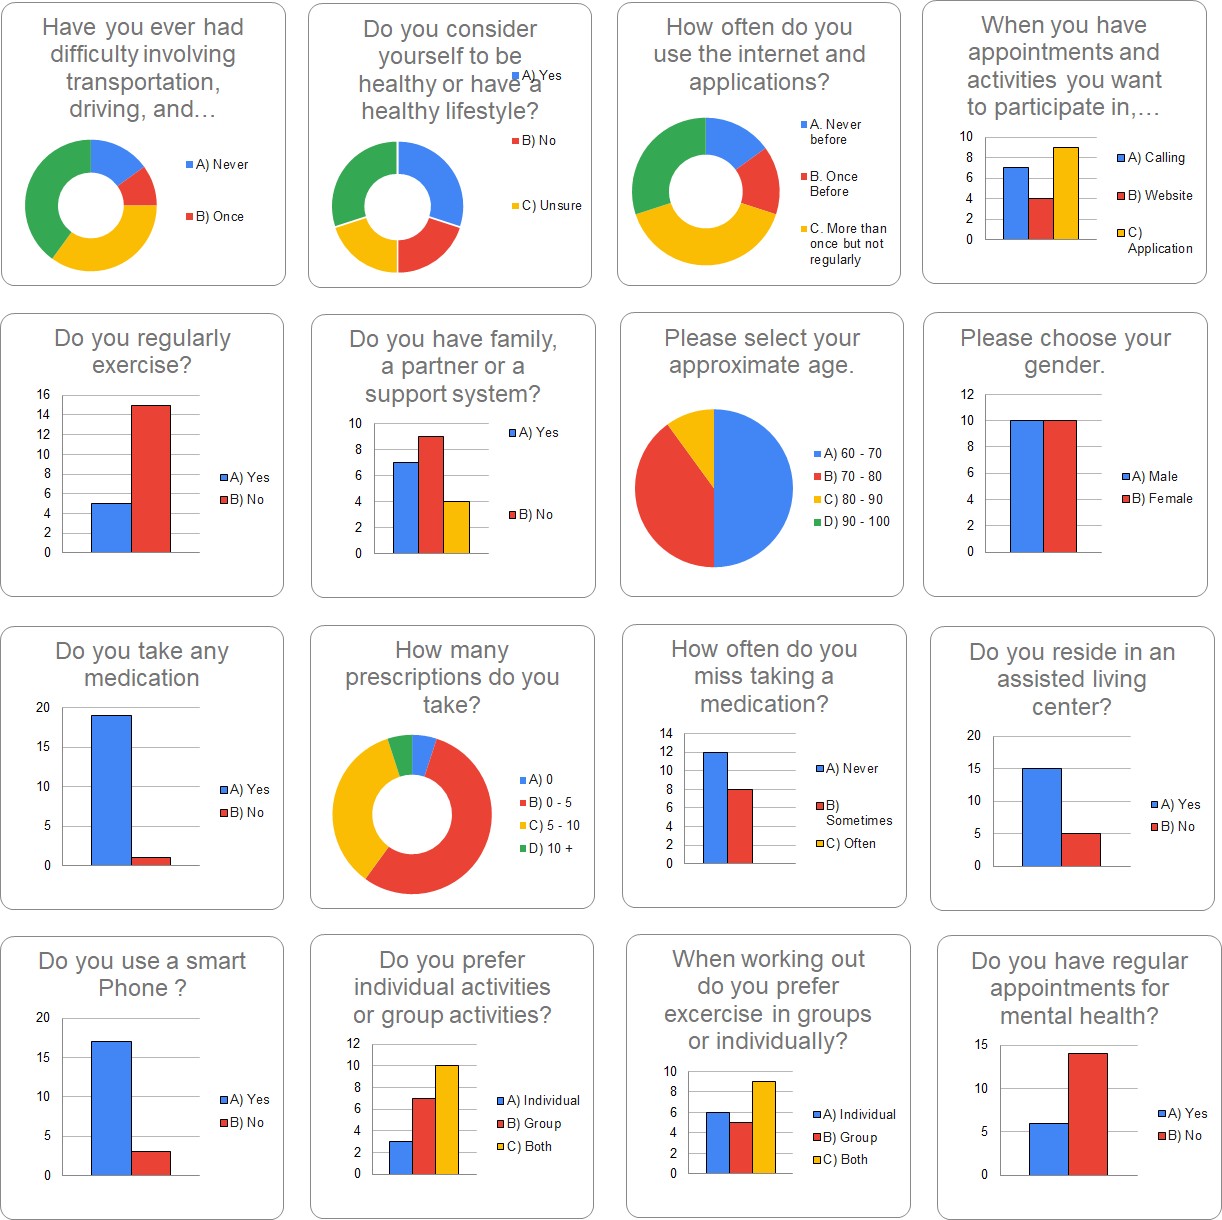 Have you ever had
difficulty involving
transportation,
driving, and…
A) Never
B) Once
Do you consider
yourself to be
healthy or have a
healthy lifestyle?
A) Yes
B) No
C) Unsure
How often do you
use the internet and
applications?
A. Never
before
B. Once
Before
C. More than
once but not
regularly
When you have
appointments and
activities you want
to participate in,…
10
8
6
4
2
0
A) Calling
B) Website
C)
Application
Do you regularly
exercise?
16
14
12
10
8
6
4
2
0
A) Yes
B) No
Do you have family,
a partner or a
support system?
10
8
6
4
2
0
A) Yes
B) No
Please select your
approximate age.
A) 60 - 70
B) 70 - 80
C) 80 - 90
D) 90 - 100
Please choose your
gender.
12
10
8
6
4
2
0
A) Male
B) Female
Do you take any
medication
20
15
10
5
0
A) Yes
B) No
How many
prescriptions do you
take?
A) 0
B) 0 - 5
C) 5 - 10
D) 10 +
How often do you
miss taking a
medication?
14
12
10
8
6
4
2
0
A) Never
B)
Sometimes
C) Often
Do you reside in an
assisted living
center?
20
15
10
5
0
A) Yes
B) No
Do you use a smart
Phone ?
20
15
10
5
0
A) Yes
B) No
Do you prefer
individual activities
or group activities?
12
10
8
6
4
2
0
A) Individual
B) Group
C) Both
When working out
do you prefer
excercise in groups
or individually?
10
8
6
4
2
0
A) Individual
B) Group
C) Both
Do you have regular
appointments for
mental health?
15
10
5
0
A) Yes
B) No